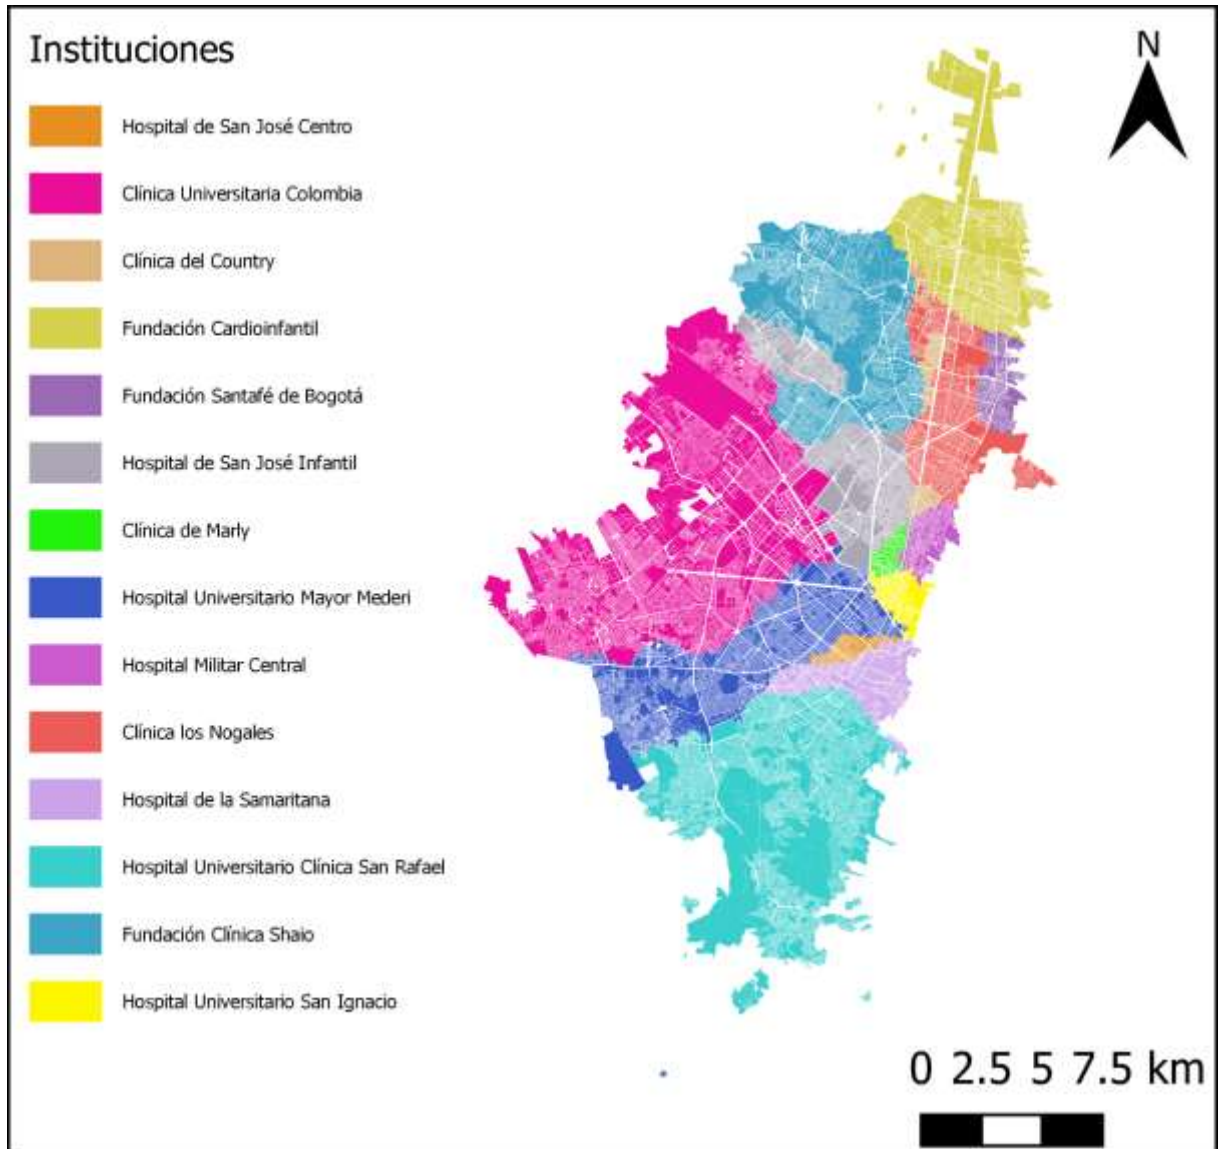 Instituciones
N
Hospital de San José Centro
Clínica Universitaria Colombia
Clínica del Country
Fundación Cardioinfantil
Fundación Santafé de Bogotá
Hospital de San José Infantil
Clínica de Marly
Hospital Universitario Mayor Mederi
Hospital Militar Central
Clínica los Nogales
Hospital de la Samaritana
Hospital Universitario Clínica San Rafael
Fundación Clínica Shaio
Hospital Universitario San Ignacio
0 2.5 5 7.5 km